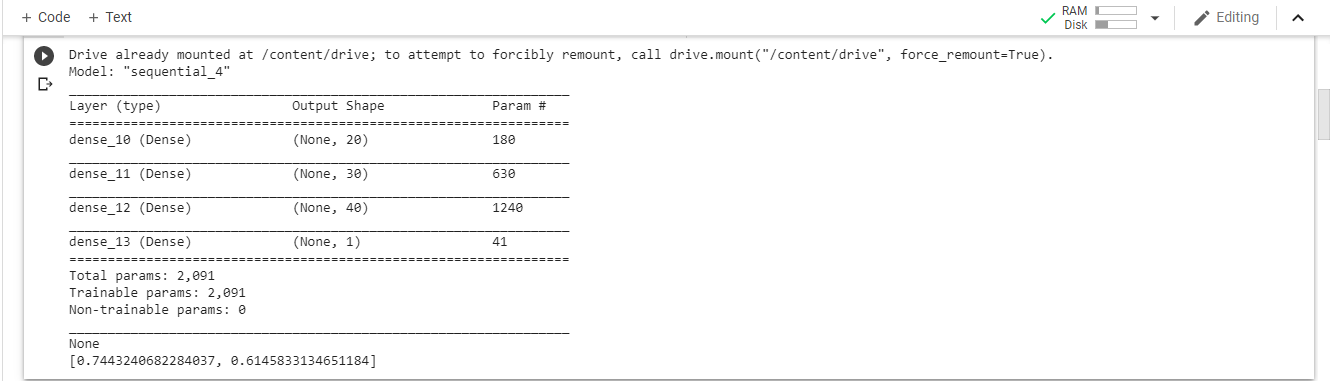 + Code + Text
RAM
Disk
Editing
Drive already mounted at /content/drive; to attempt to forcibly remount, call drive.mount("/content/drive", force_remount=True).
Model: "sequential_4"
_________________________________________________________________
Layer (type) Output Shape Param #
=================================================================
dense_10 (Dense) (None, 20) 180
_________________________________________________________________
dense_11 (Dense) (None, 30) 630
_________________________________________________________________
dense_12 (Dense) (None, 40) 1240
_________________________________________________________________
dense_13 (Dense) (None, 1) 41
=================================================================
Total params: 2,091
Trainable params: 2,091
Non-trainable params: 0
_________________________________________________________________
None
[0.7443240682284037, 0.6145833134651184]